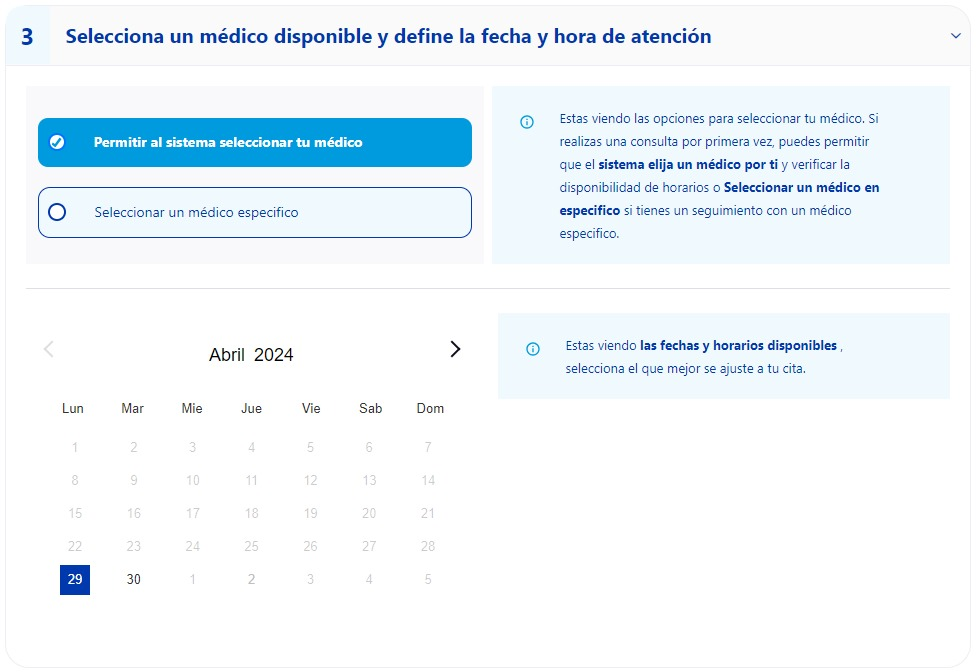 3 Selecciona un médico disponible y define la fecha y hora de atención
Permitir al sistema seleccionar tu médico
Seleccionar un médico especifico
Estas viendo las opciones para seleccionar tu médico. Si
realizas una consulta por primera vez, puedes permitir
que el sistema elija un médico por ti y verificar la
disponibilidad de horarios o Seleccionar un médico en
especifico si tienes un seguimiento con un médico
especifico.
Abril 2024
Lun Mar Mie Jue Vie Sab Dom
1 2 3 4 5 6 7
8 9 10 11 12 13 14
15 16 17 18 19 20 21
22 23 24 25 26 27 28
29 30 1 2 3 4 5
Estas viendo las fechas y horarios disponibles ,
selecciona el que mejor se ajuste a tu cita.